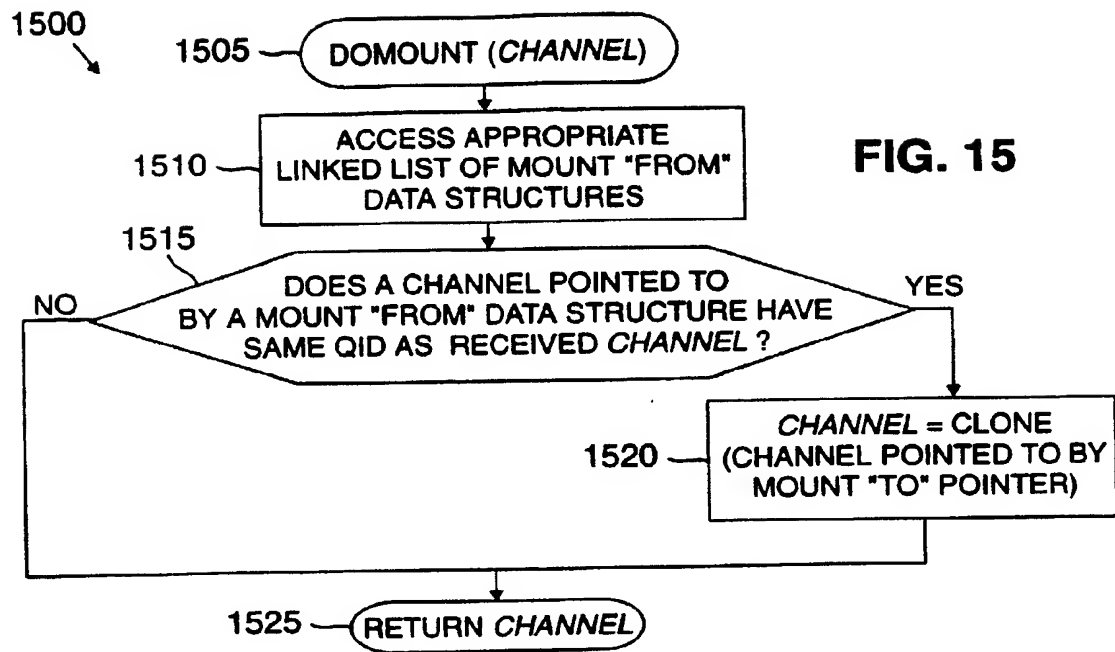 1500
1505
DOMOUNT (CHANNEL)
1510
ACCESS APPROPRIATE
LINKED LIST OF MOUNT "FROM"
DATA STRUCTURES
FIG. 15
1515
NO
DOES A CHANNEL POINTED TO
BY A MOUNT "FROM" DATA STRUCTURE HAVE
SAME QID AS RECEIVED CHANNEL ?
YES
1520
CHANNEL = CLONE
(CHANNEL POINTED TO BY
MOUNT "TO" POINTER)
1525
RETURN CHANNEL